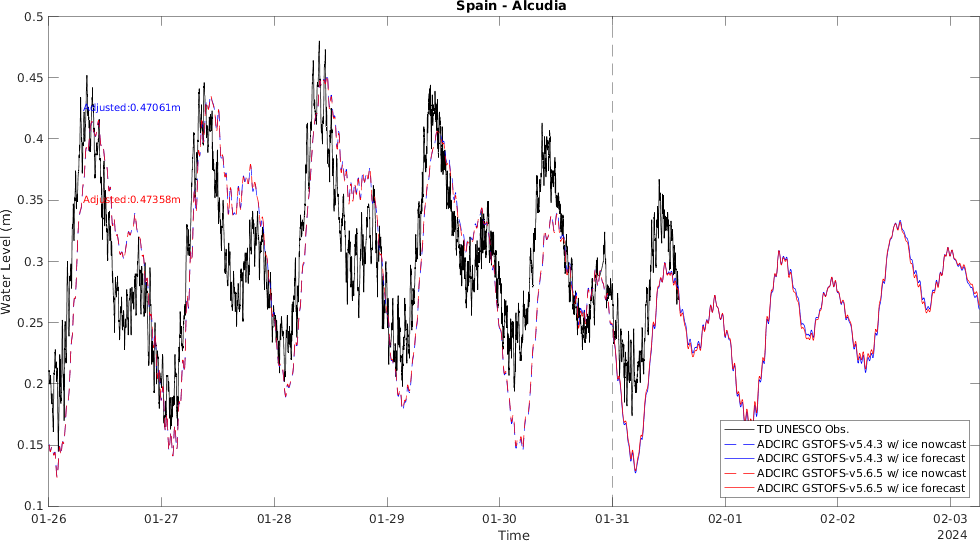 Spain - Alcudia
0.5
0.45
0.4
0.35
0.3
0.25
0.2
0.15
0.1
Water Level (m)
Adjusted:0.47061m
Adjusted:0.47358m
TD UNESCO Obs.
ADCIRC GSTOFS-v5.4.3 w/ ice nowcast
ADCIRC GSTOFS-v5.4.3 w/ ice forecast
ADCIRC GSTOFS-v5.6.5 w/ ice nowcast
ADCIRC GSTOFS-v5.6.5 w/ ice forecast
01-26 01-27 01-28 01-29 01-30 01-31 02-01 02-02 02-03
Time
2024